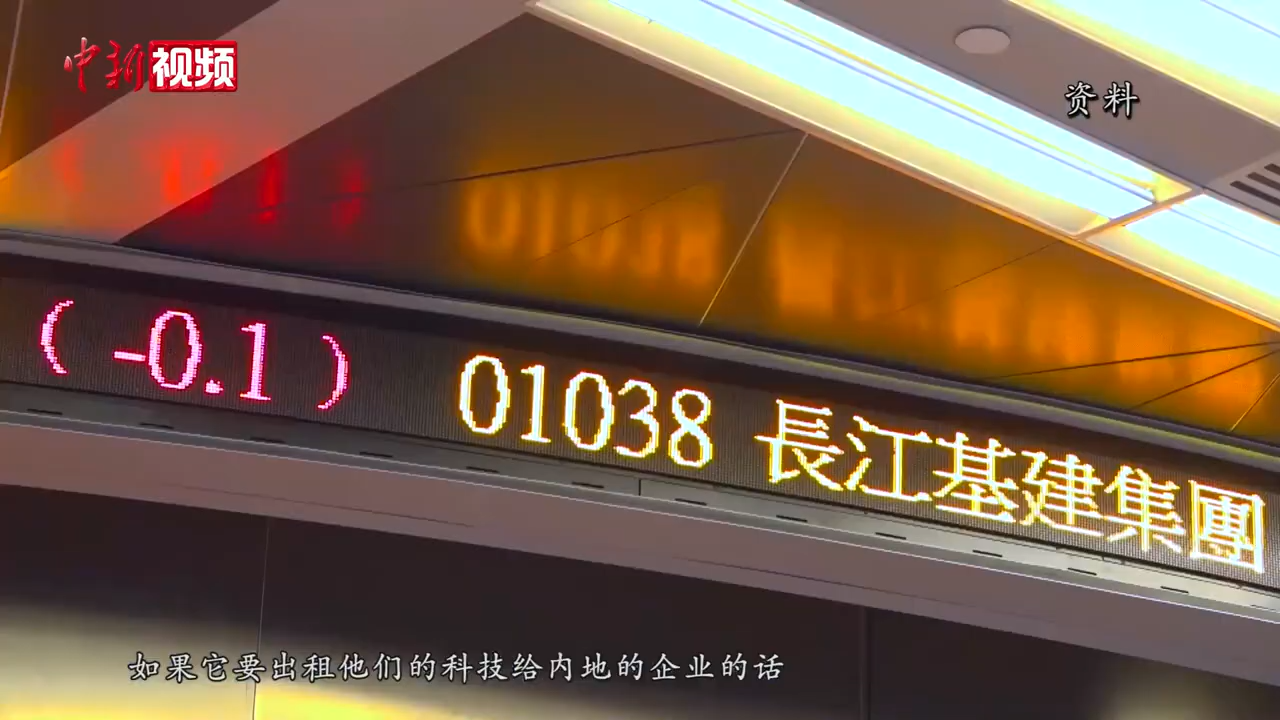 中新视频
资料
(-0.1) 01038 長江基建集團
如果它要出租他们的科技给内地的企业的话